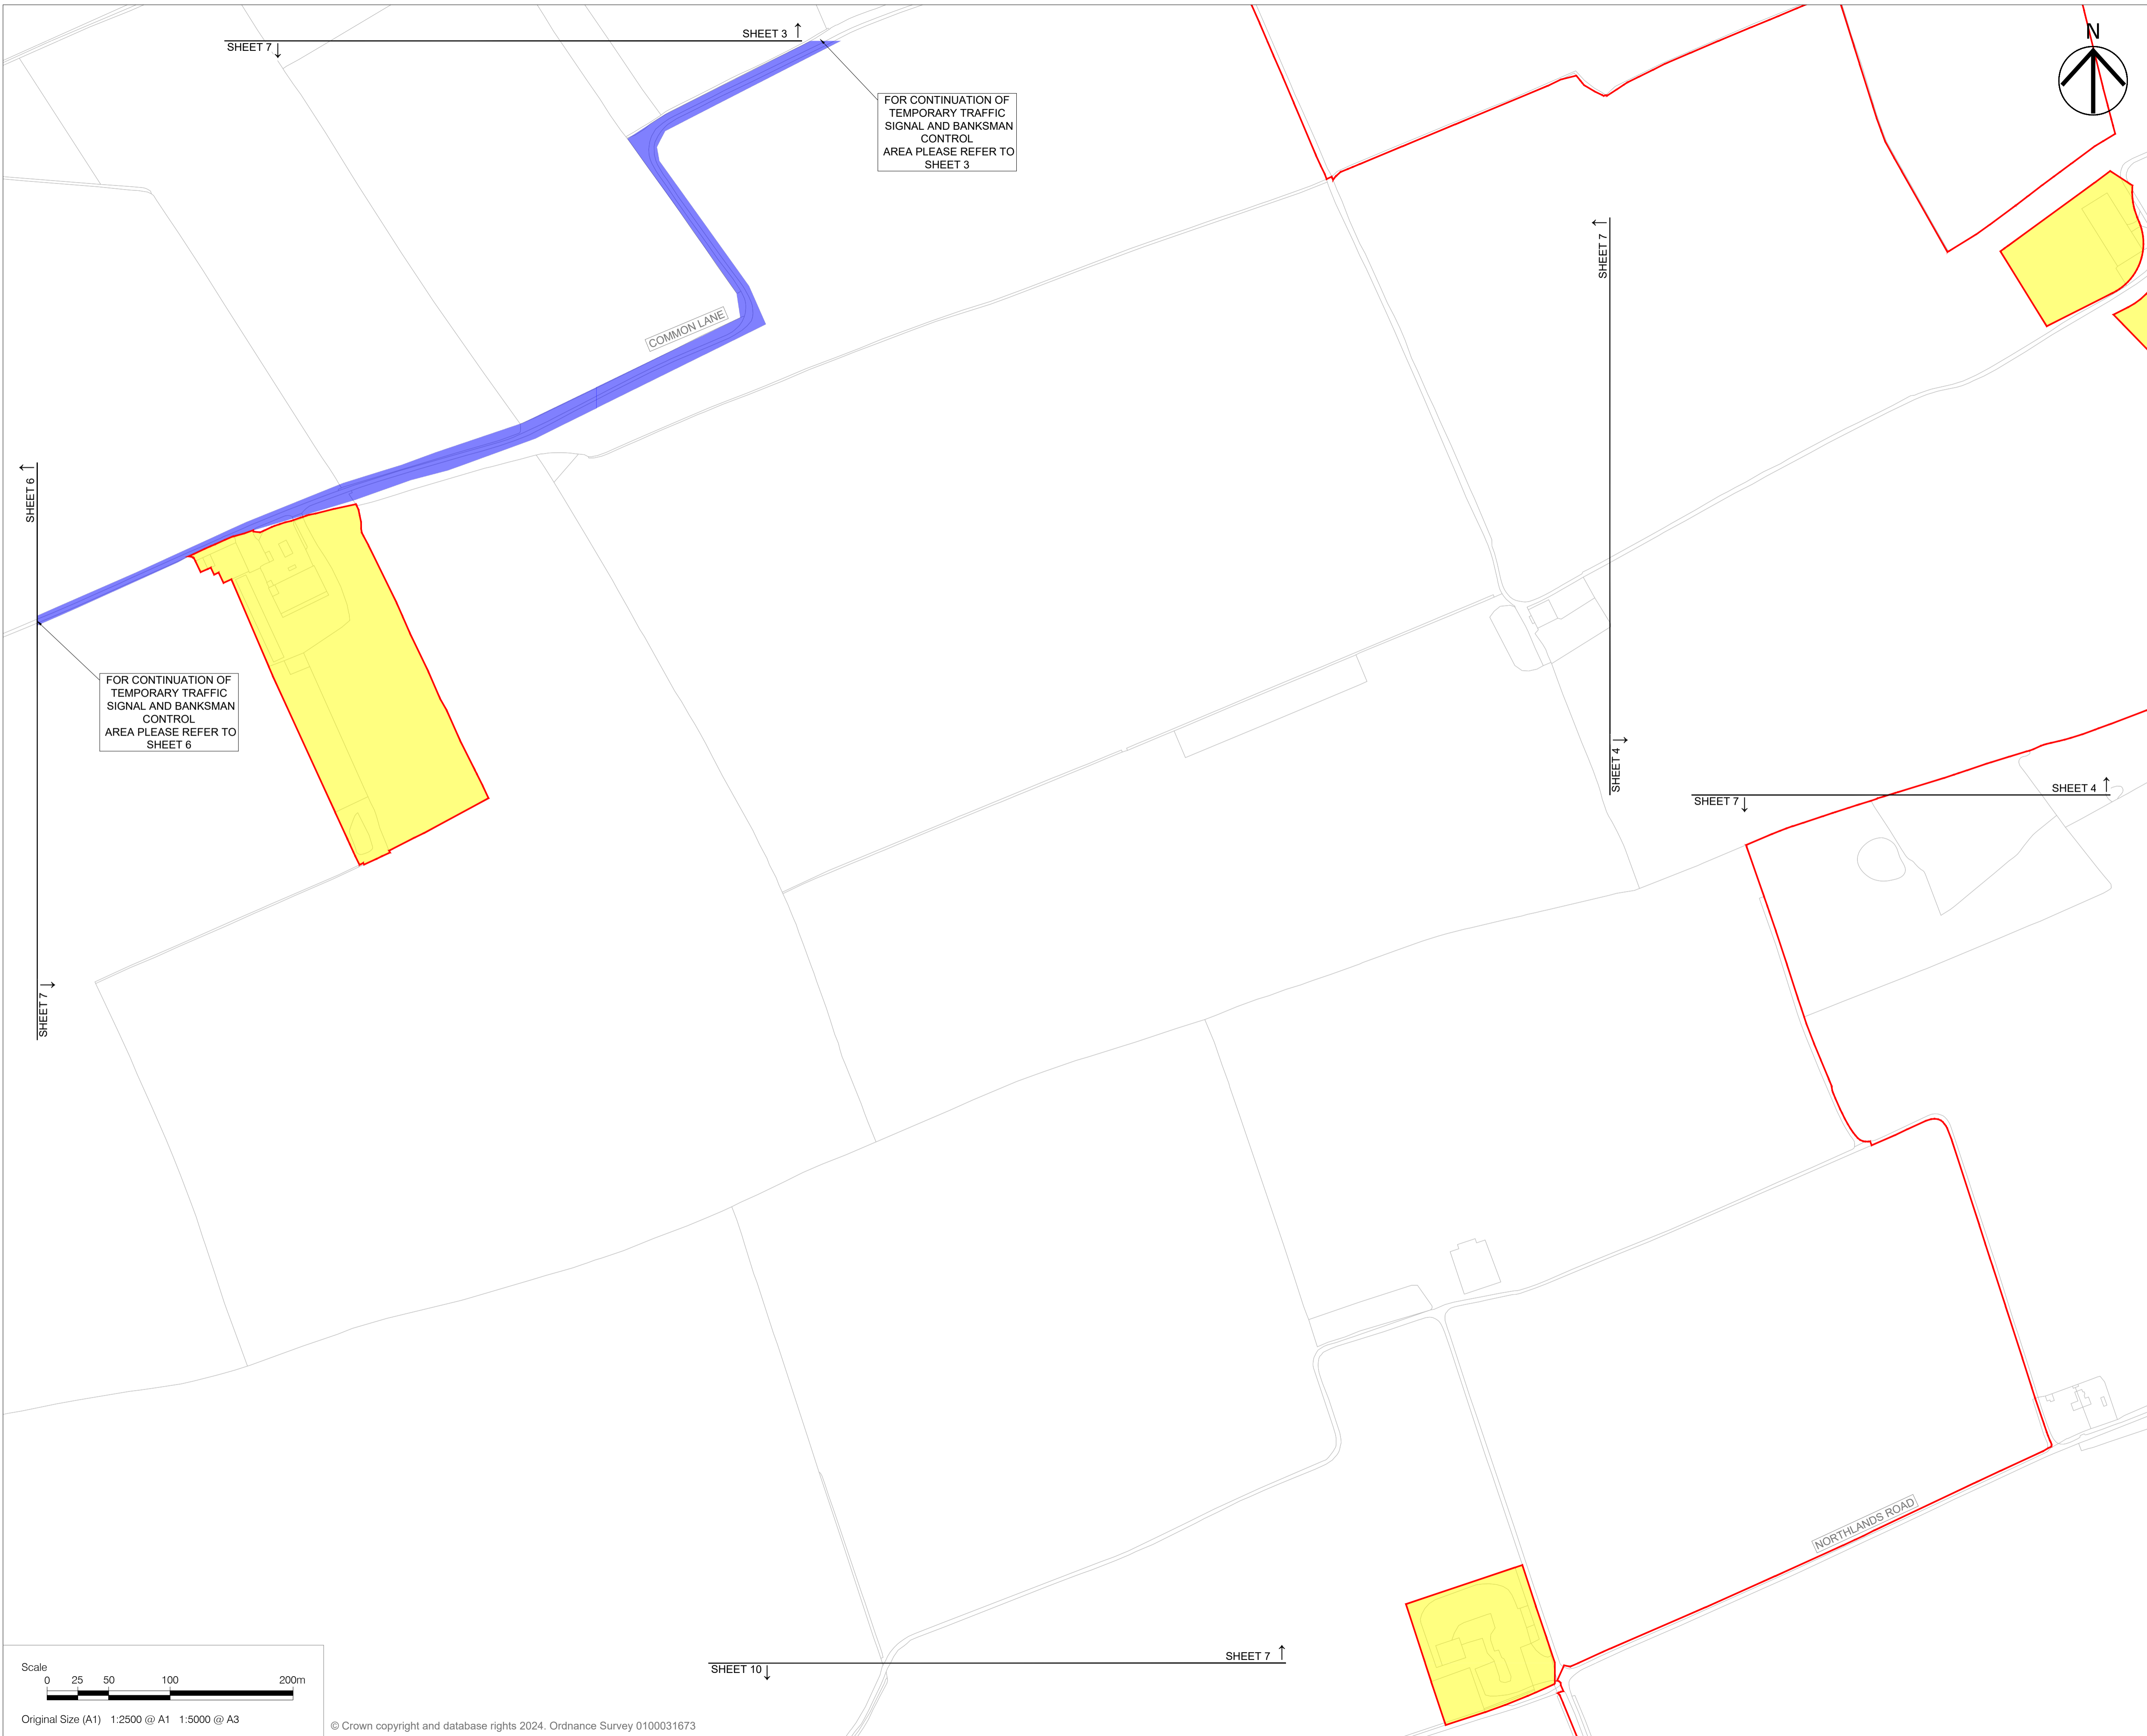 SHEET 3 ↑
SHEET 7 ↓
N
FOR CONTINUATION OF
TEMPORARY TRAFFIC
SIGNAL AND BANKSMAN
CONTROL
AREA PLEASE REFER TO
SHEET 3
SHEET 7
COMMON LANE
SHEET 6
FOR CONTINUATION OF
TEMPORARY TRAFFIC
SIGNAL AND BANKSMAN
CONTROL
AREA PLEASE REFER TO
SHEET 6
SHEET 4
SHEET 4 ↑
SHEET 7 ↓
SHEET 7
NORTHLANDS ROAD
SHEET 7 ↑
SHEET 10 ↓
Scale
0 25 50 100 200m
Original Size (A1) 1:2500 @ A1 1:5000 @ A3
© Crown copyright and database rights 2024. Ordnance Survey 0100031673